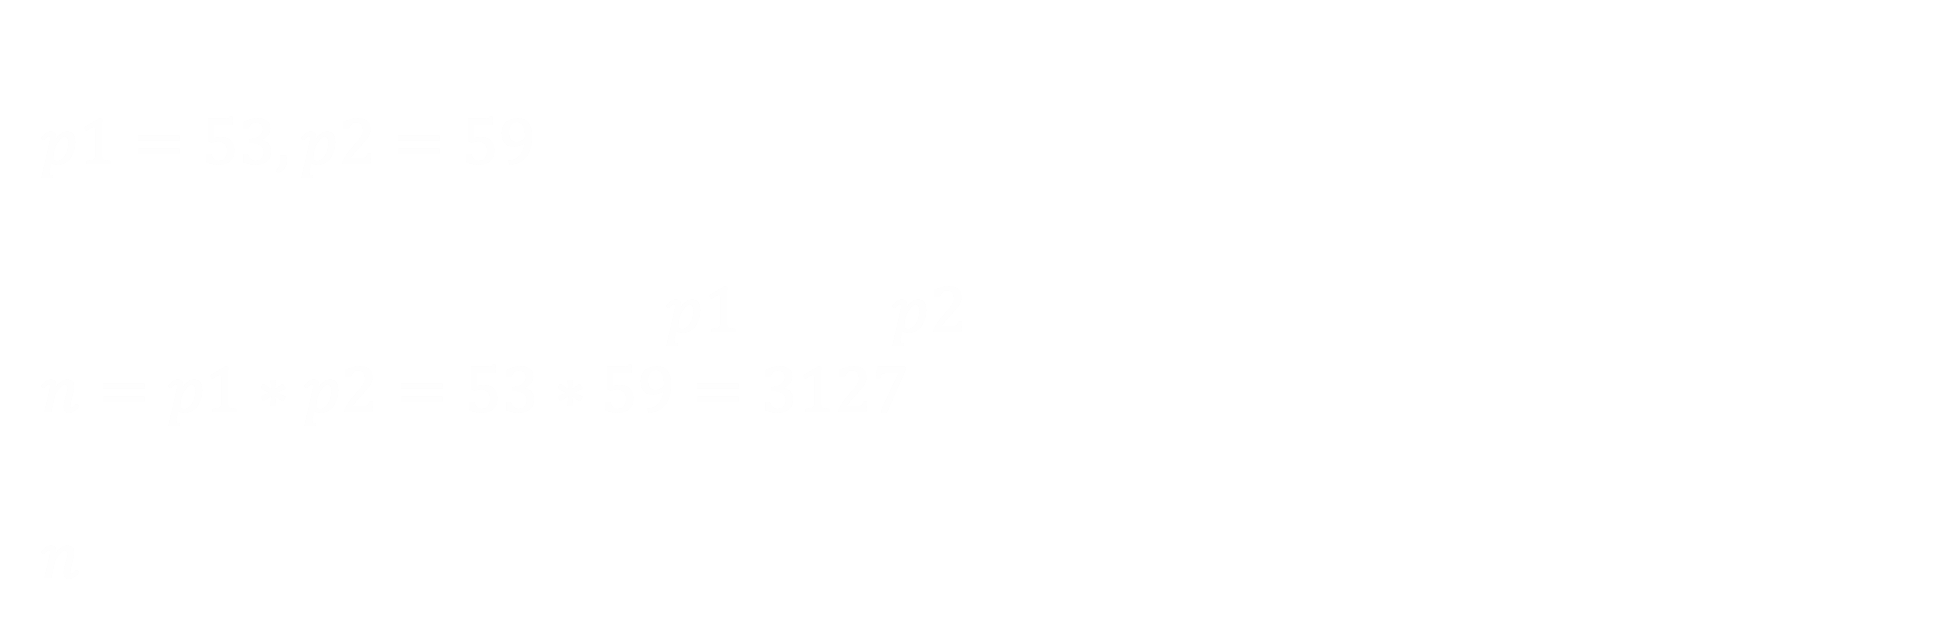 p1 = 53, p2 = 59
p1 p2
n = p1 * p2 = 53 * 59 = 3127
n